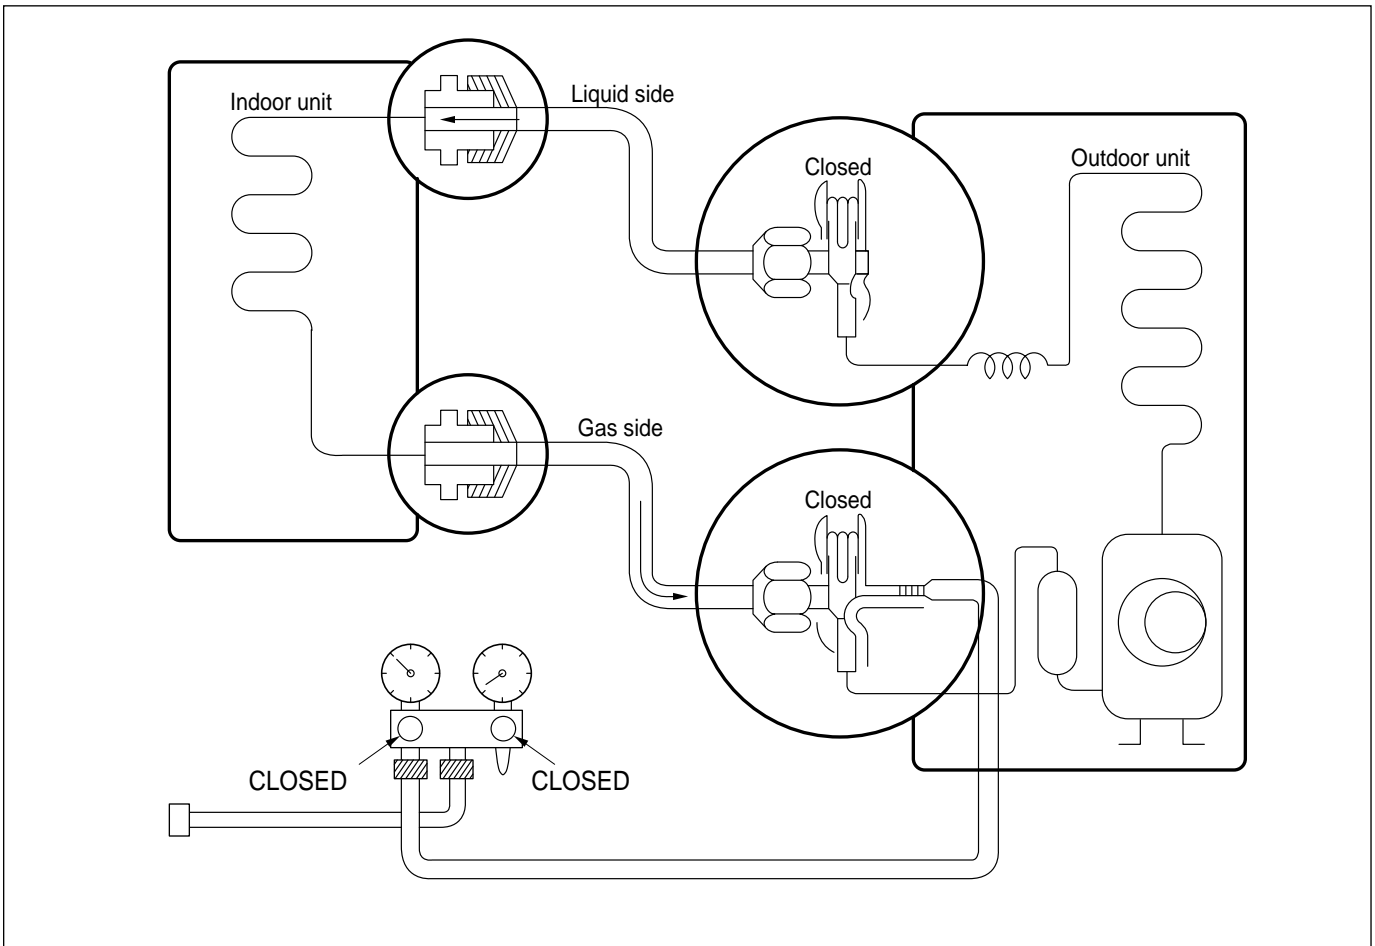 Indoor unit
Liquid side
Closed
Outdoor unit
Gas side
Closed
CLOSED
CLOSED